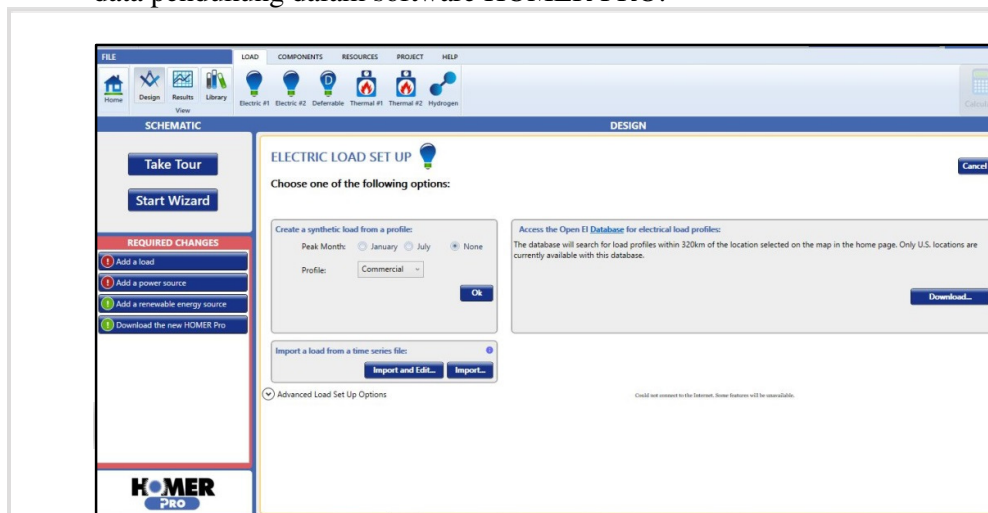 data pendukung dalam software HOMER PRO.
FILE
LOAD COMPONENTS RESOURCES PROJECT HELP
Home Design Results Library
View
Electric #1 Electric #2 Deferrable Thermal #1 Thermal #2 Hydrogen
SCHEMATIC
DESIGN
Take Tour
Start Wizard
REQUIRED CHANGES
Add a load
Add a power source
Add a renewable energy source
Download the new HOMER Pro
HOMER
PRO
ELECTRIC LOAD SET UP
Cancel
Choose one of the following options:
Create a synthetic load from a profile:
Peak Month: January July None
Profile: Commercial
Ok
Access the Open EI Database for electrical load profiles:
The database will search for load profiles within 320km of the location selected on the map in the home page. Only U.S. locations are
currently available with this database.
Download...
Import a load from a time series file:
Import and Edit... Import...
Advanced Load Set Up Options
Could not connect to the Internet. Some features will be unavailable.